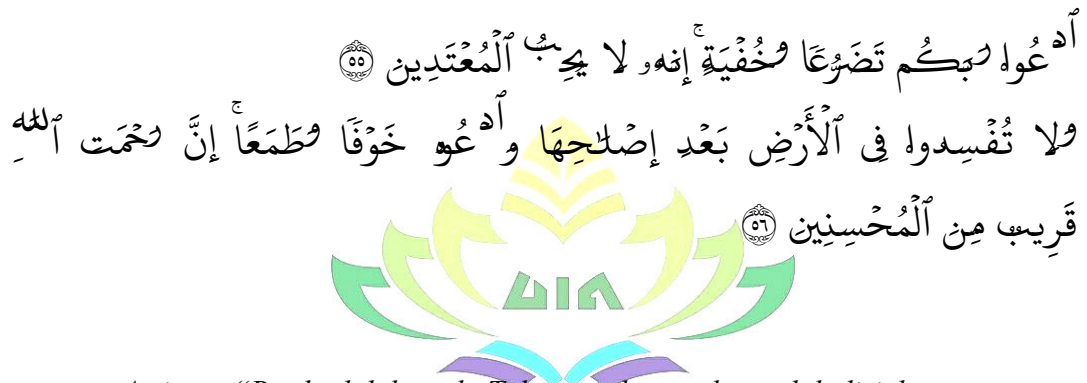 ٱدۡعُواْ رَبَّكُمۡ تَضَرُّعٗا وَخُفۡيَةًۚ إِنَّهُۥ لَا يُحِبُّ ٱلۡمُعۡتَدِينَ ٥٥
وَلَا تُفۡسِدُواْ فِي ٱلۡأَرۡضِ بَعۡدَ إِصۡلَٰحِهَا وَٱدۡعُوهُ خَوۡفٗا وَطَمَعًاۚ إِنَّ رَحۡمَتَ ٱللَّهِ
قَرِيبٞ مِّنَ ٱلۡمُحۡسِنِينَ ٥٦